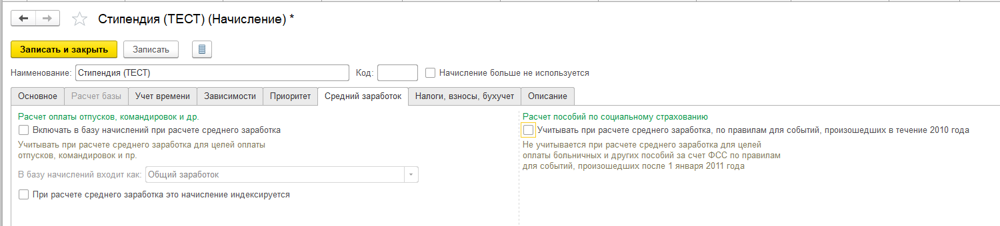 Стипендия (ТЕСТ) (Начисление) *
Записать и закрыть Записать
Наименование: Стипендия (ТЕСТ) Код: Начисление больше не используется
Основное Расчет базы Учет времени Зависимости Приоритет Средний заработок Налоги, взносы, бухучет Описание
Расчет оплаты отпусков, командировок и др.
Включать в базу начислений при расчете среднего заработка
Учитывать при расчете среднего заработка для целей оплаты
отпусков, командировок и пр.
В базу начислений входит как: Общий заработок
При расчете среднего заработка это начисление индексируется
Расчет пособий по социальному страхованию
Учитывать при расчете среднего заработка, по правилам для событий, произошедших в течение 2010 года
Не учитывается при расчете среднего заработка для целей
оплаты больничных и других пособий за счет ФСС по правилам
для событий, произошедших после 1 января 2011 года